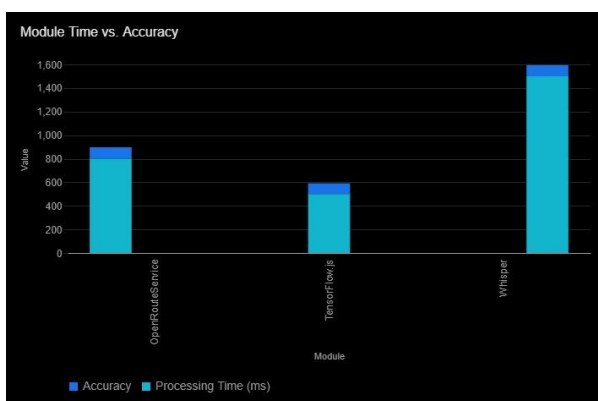 Module Time vs. Accuracy
1,600
1,400
1,200
1,000
800
600
400
200
0
Value
OpenRouteService
TensorFlow.js
Whisper
Module
Accuracy Processing Time (ms)